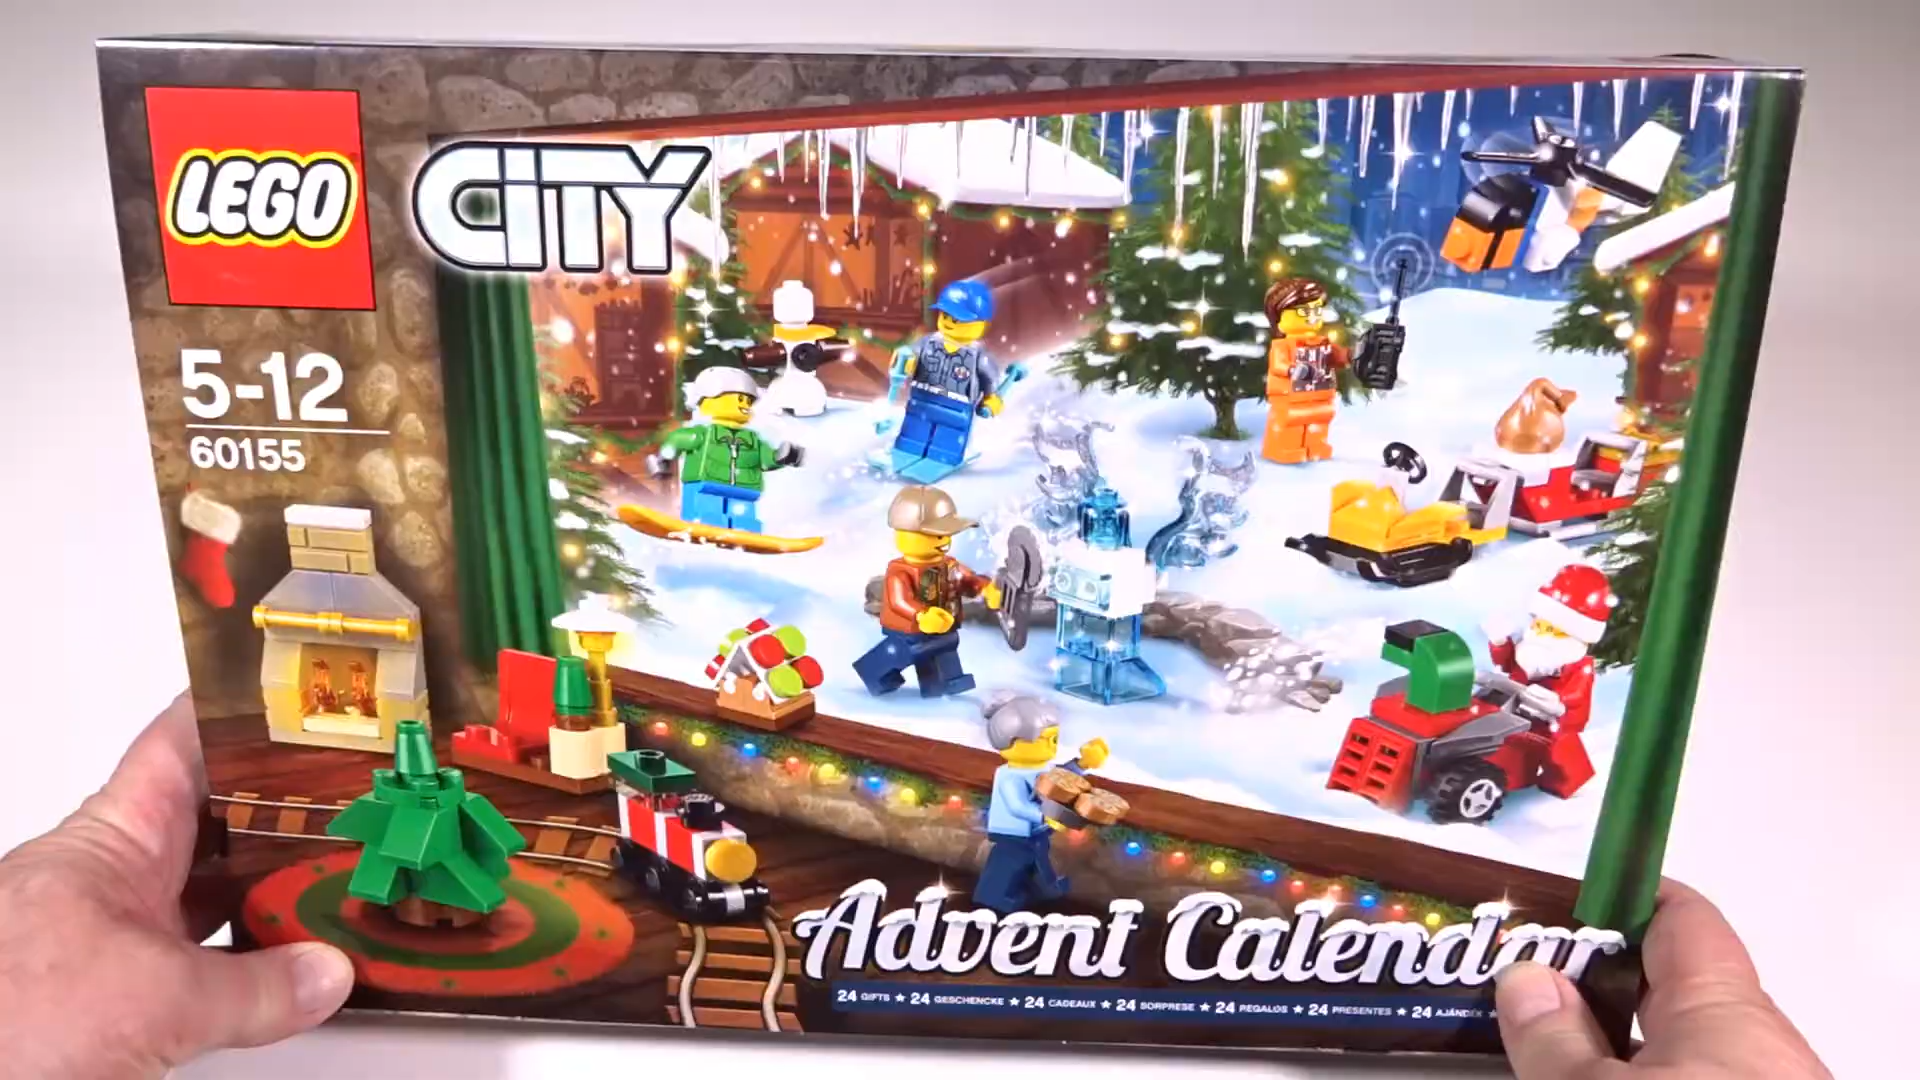 LEGO
CITY
5-12
60155
Advent Calendar
24 GIFTS ★ 24 GESCHENCKE ★ 24 CADEAUX ★ 24 SORPRESE ★ 24 REGALOS ★ 24 PRESENTES ★ 24 AJÁNDÉK ★